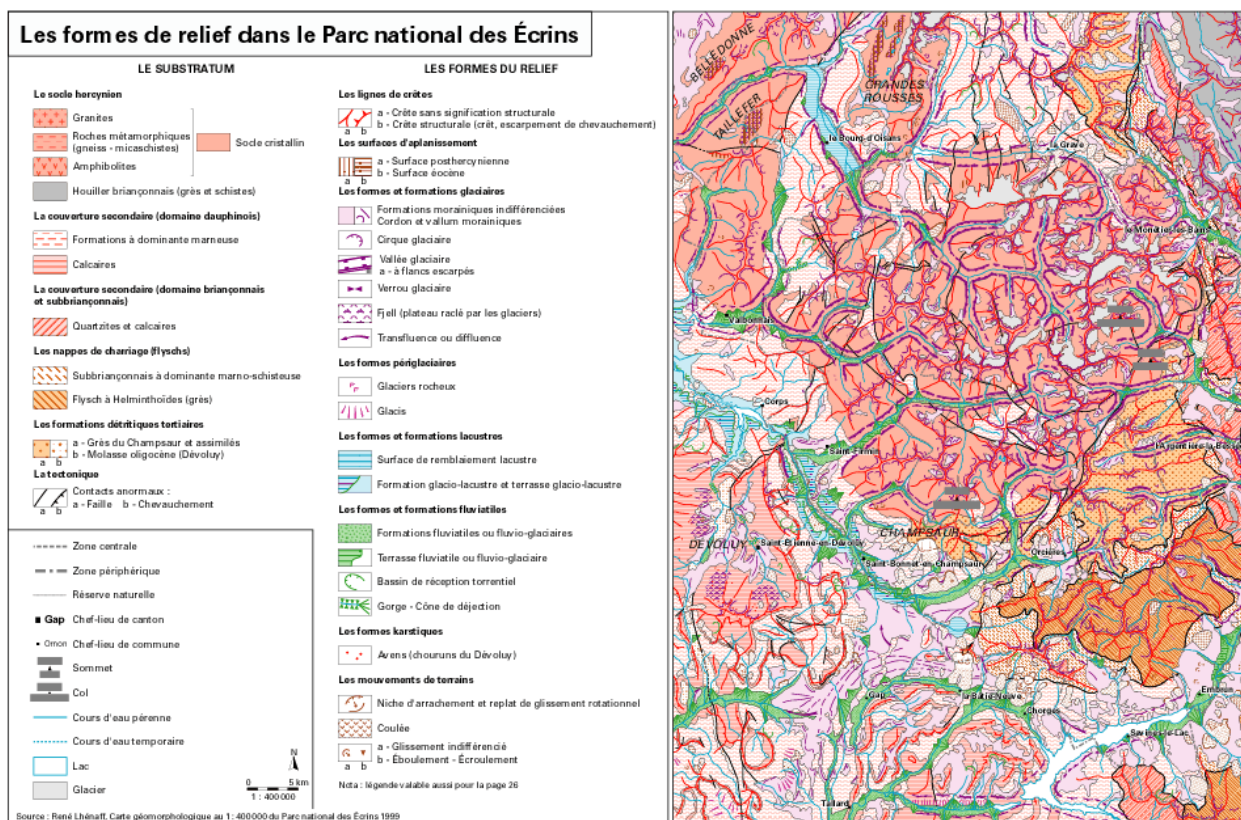 Les formes de relief dans le Parc national des Écrins
LE SUBSTRATUM
Le socle hercynien
Granites
Roches métamorphiques
(gneiss - micaschistes)
Amphibolites
Socle cristallin
Houiller briançonnais (grès et schistes)
La couverture secondaire (domaine dauphinois)
Formations à dominante marneuse
Calcaires
La couverture secondaire (domaine briançonnais
et subbriançonnais)
Quartzites et calcaires
Les nappes de charriage (flyschs)
Subbriançonnais à dominante marno-schisteuse
Flysch à Helminthoïdes (grès)
Les formations détritiques tertiaires
a - Grès du Champsaur et assimilés
b - Molasse oligocène (Dévoluy)
a b
La tectonique
Contacts anormaux :
a - Faille b - Chevauchement
a b
Zone centrale
Zone périphérique
Réserve naturelle
Gap Chef-lieu de canton
Ornon Chef-lieu de commune
Sommet
Col
Cours d'eau pérenne
Cours d'eau temporaire
Lac
Glacier
N
0 5 km
1 : 400 000
LES FORMES DU RELIEF
Les lignes de crêtes
a - Crête sans signification structurale
b - Crête structurale (crêt, escarpement de chevauchement)
a b
Les surfaces d'aplanissement
a - Surface posthercynienne
b - Surface éocène
a b
Les formes et formations glaciaires
Formations morainiques indifférenciées
Cordon et vallum morainiques
Cirque glaciaire
Vallée glaciaire
a - à flancs escarpés
Verrou glaciaire
Fjell (plateau raclé par les glaciers)
Transfluence ou diffluence
Les formes périglaciaires
Glaciers rocheux
Glacis
Les formes et formations lacustres
Surface de remblaiement lacustre
Formation glacio-lacustre et terrasse glacio-lacustre
Les formes et formations fluviatiles
Formations fluviatiles ou fluvio-glaciaires
Terrasse fluviatile ou fluvio-glaciaire
Bassin de réception torrentiel
Gorge - Cône de déjection
Les formes karstiques
Avens (chouruns du Dévoluy)
Les mouvements de terrains
Niche d'arrachement et replat de glissement rotationnel
Coulée
a - Glissement indifférencié
b - Éboulement - Écroulement
a b
Nota : légende valable aussi pour la page 26
Source : René Lhénaff, Carte géomorphologique au 1 : 400 000 du Parc national des Écrins 1999
BELLEDONNE
TAILLEFER
GRANDES
ROUSSES
le Bourg-d'Oisans
la Grave
le Monêtier-les-Bains
Valbonnais
Corps
Saint-Firmin
l'Argentière-la-Bessée
DÉVOLUY
Saint-Étienne-en-Dévoluy
CHAMPSAUR
Saint-Bonnet-en-Champsaur
Orcières
Gap
la Bâtie-Neuve
Chorges
Embrun
Savines-le-Lac
Tallard